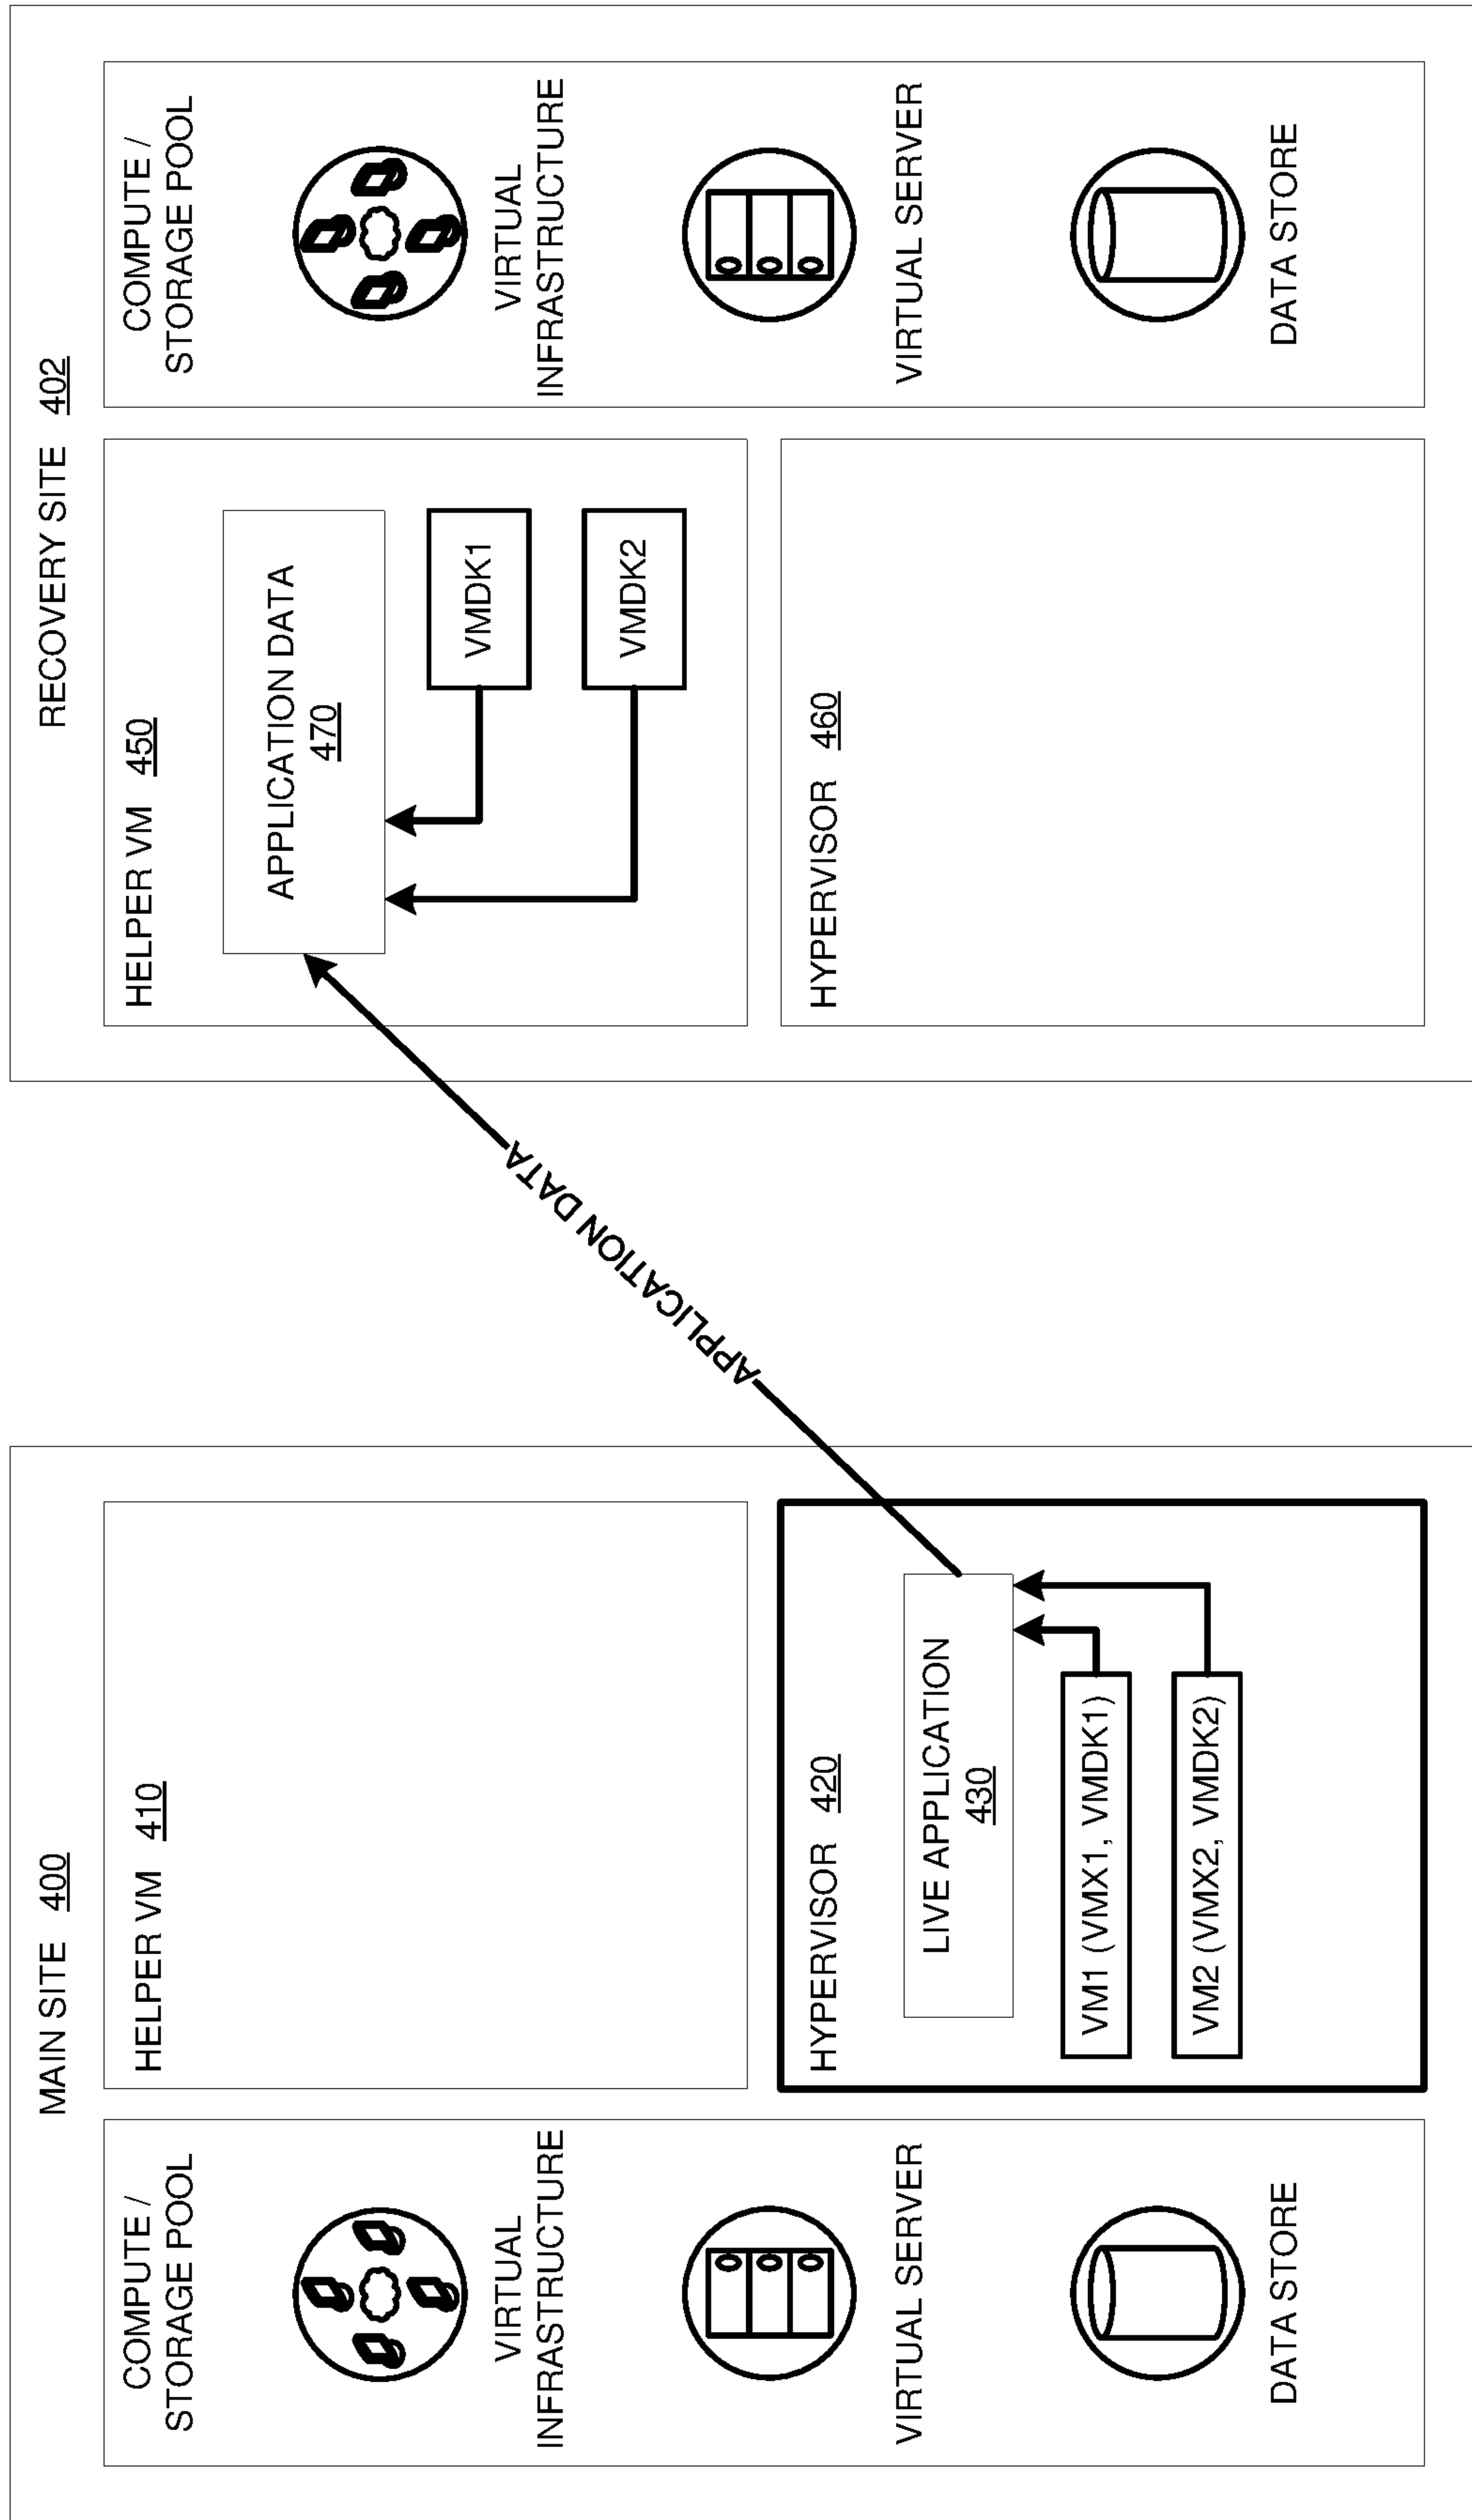 MAIN SITE 400
COMPUTE /
STORAGE POOL
VIRTUAL
INFRASTRUCTURE
VIRTUAL SERVER
DATA STORE
HELPER VM 410
HYPERVISOR 420
LIVE APPLICATION
430
VM1 (VMX1, VMDK1)
VM2 (VMX2, VMDK2)
APPLICATION DATA
RECOVERY SITE 402
HELPER VM 450
APPLICATION DATA
470
VMDK1
VMDK2
HYPERVISOR 460
COMPUTE /
STORAGE POOL
VIRTUAL
INFRASTRUCTURE
VIRTUAL SERVER
DATA STORE